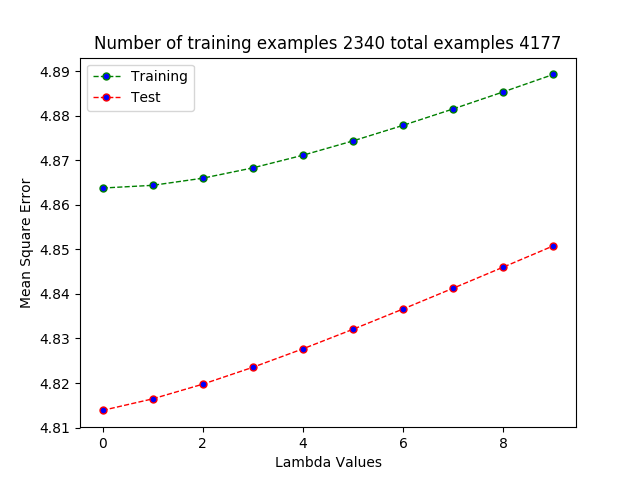 Number of training examples 2340 total examples 4177
Training
Test
4.89
4.88
4.87
4.86
4.85
4.84
4.83
4.82
4.81
Mean Square Error
0 2 4 6 8
Lambda Values